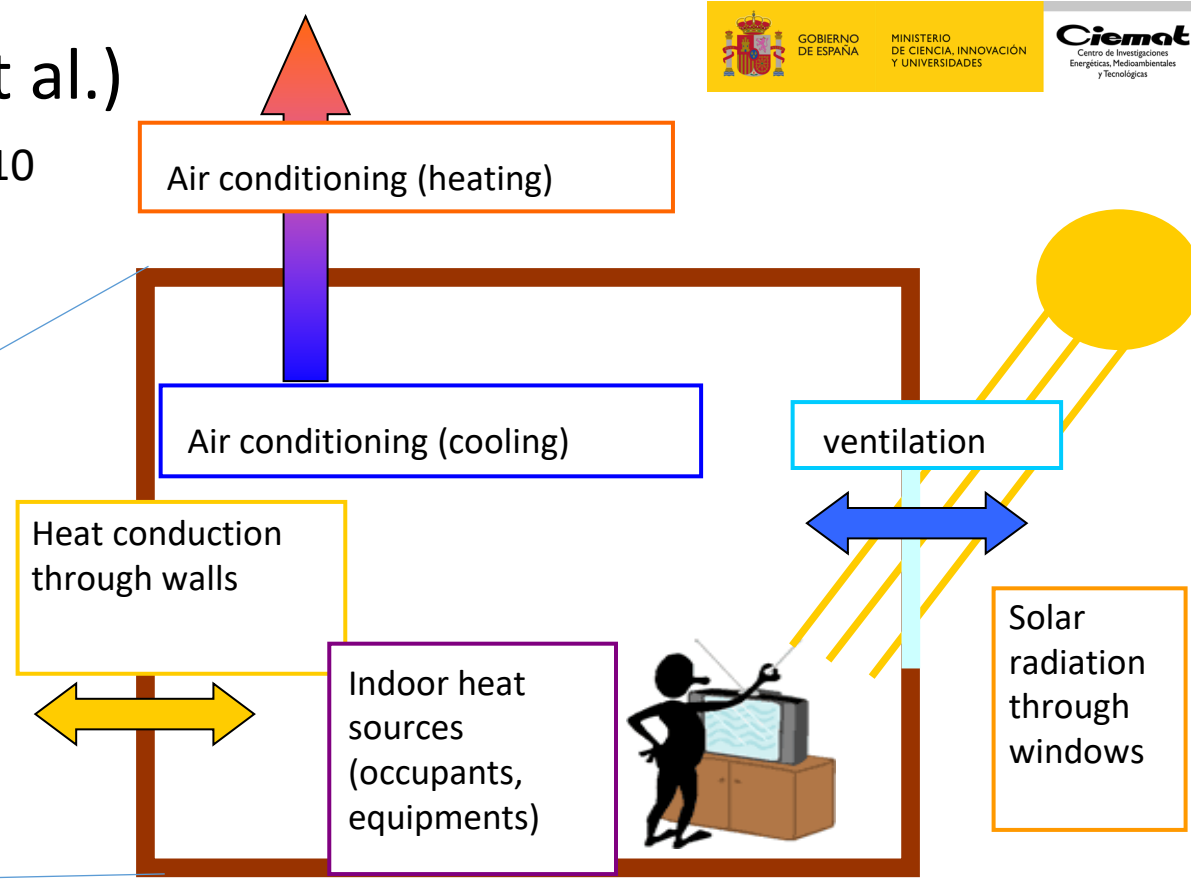 t al.)
10
GOBIERNO
DE ESPAÑA
MINISTERIO
DE CIENCIA, INNOVACIÓN
Y UNIVERSIDADES
Ciemat
Centro de Investigaciones
Energéticas, Medioambientales
y Tecnológicas
Air conditioning (heating)
Air conditioning (cooling)
ventilation
Heat conduction
through walls
Indoor heat
sources
(occupants,
equipments)
Solar
radiation
through
windows